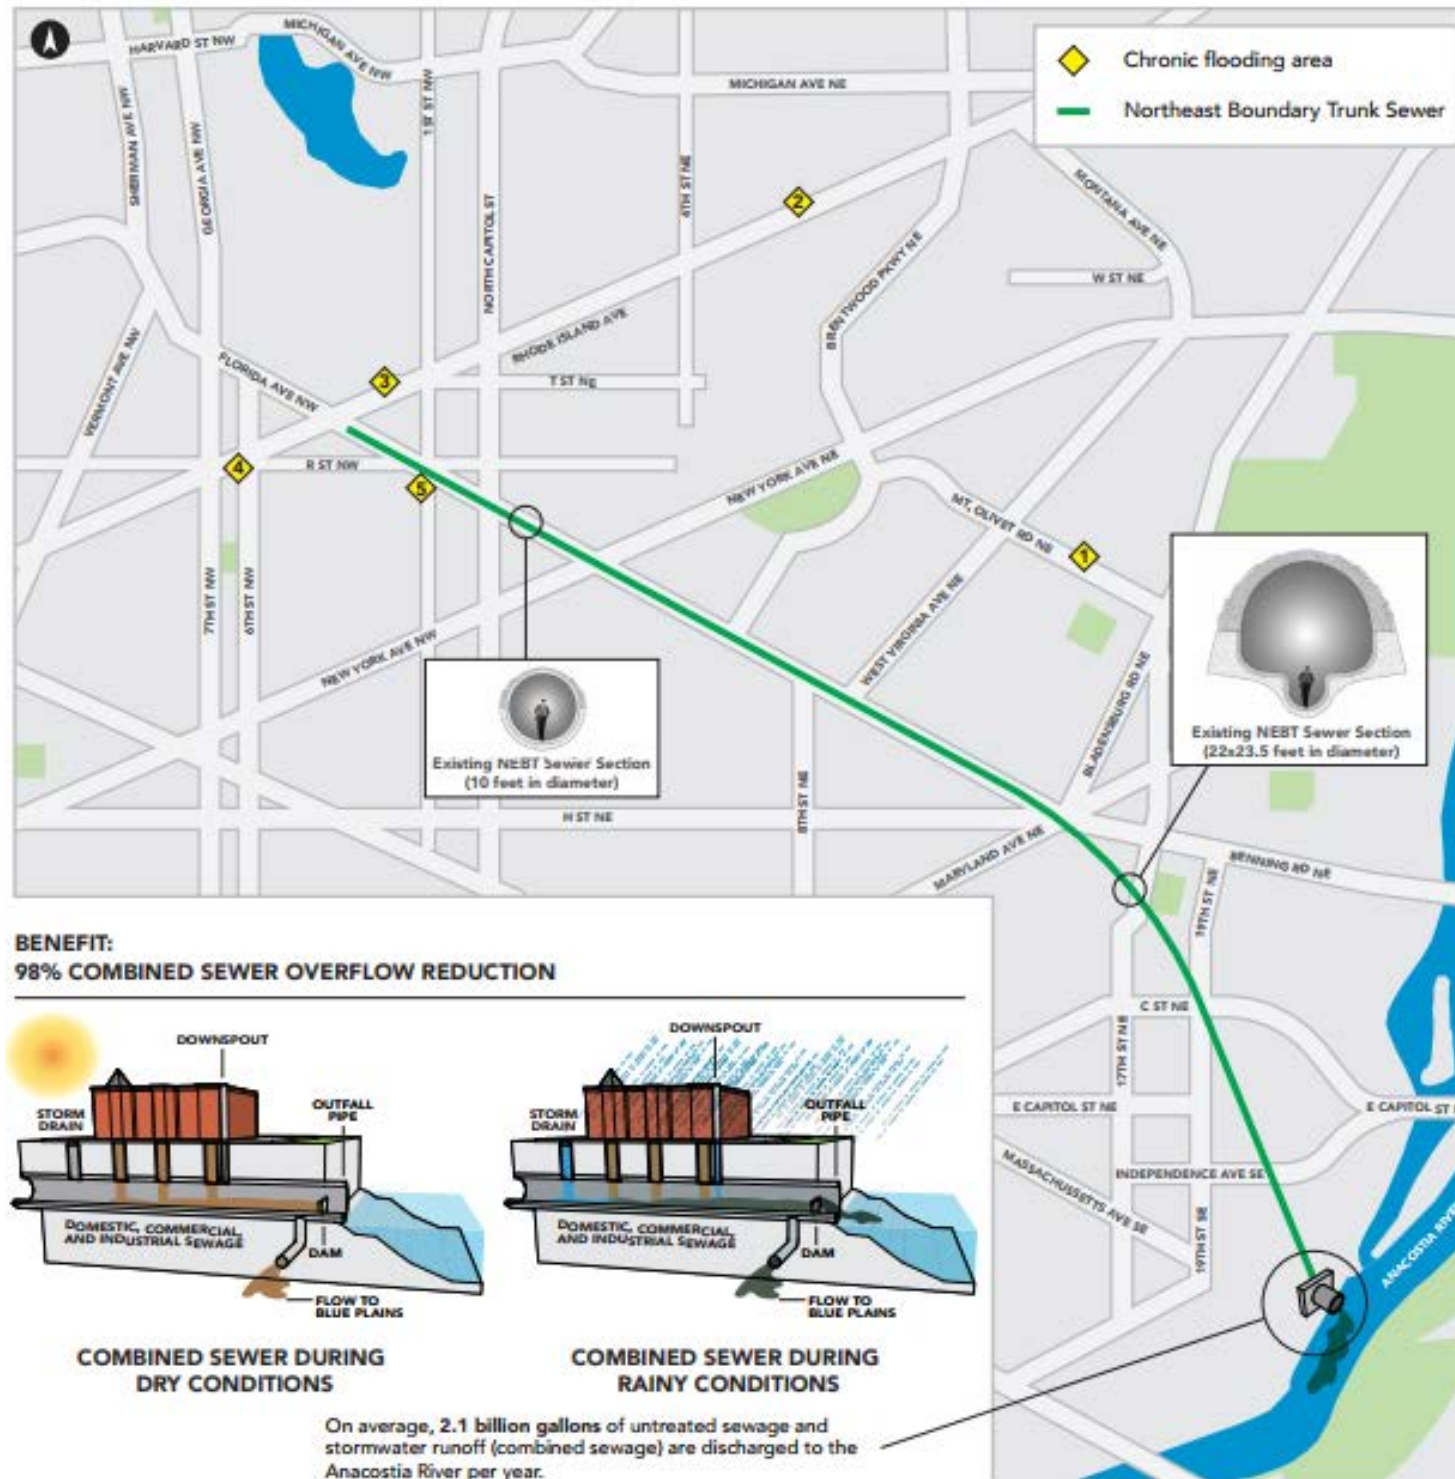 HARVARD ST NW
MICHIGAN AVE NW
MICHIGAN AVE NE
Chronic flooding area
Northeast Boundary Trunk Sewer
SHERMAN AVE NW
GEORGIA AVE NW
1ST ST NW
NORTH CAPITOL ST
4TH ST NE
2
MONTANA AVE NE
W ST NE
BRENTWOOD PKWY NE
RHODE ISLAND AVE
VERMONT AVE NW
FLORIDA AVE NW
3
T ST NE
4
R ST NW
5
NEW YORK AVE NE
MT. OLIVET RD NE
1
7TH ST NW
6TH ST NW
NEW YORK AVE NW
WEST VIRGINIA AVE NE
BLADENSBURG RD NE
Existing NEBT Sewer Section
(10 feet in diameter)
Existing NEBT Sewer Section
(22x23.5 feet in diameter)
H ST NE
8TH ST NE
MARYLAND AVE NE
BENNING RD NE
19TH ST NE
C ST NE
17TH ST NE
E CAPITOL ST NE
E CAPITOL ST
MASSACHUSETTS AVE SE
INDEPENDENCE AVE SE
19TH ST SE
ANACOSTIA RIVER
BENEFIT:
98% COMBINED SEWER OVERFLOW REDUCTION
DOWNSPOUT
STORM
DRAIN
OUTFALL
PIPE
DOMESTIC, COMMERCIAL,
AND INDUSTRIAL SEWAGE
DAM
FLOW TO
BLUE PLAINS
COMBINED SEWER DURING
DRY CONDITIONS
DOWNSPOUT
STORM
DRAIN
OUTFALL
PIPE
DOMESTIC, COMMERCIAL,
AND INDUSTRIAL SEWAGE
DAM
FLOW TO
BLUE PLAINS
COMBINED SEWER DURING
RAINY CONDITIONS
On average, 2.1 billion gallons of untreated sewage and
stormwater runoff (combined sewage) are discharged to the
Anacostia River per year.